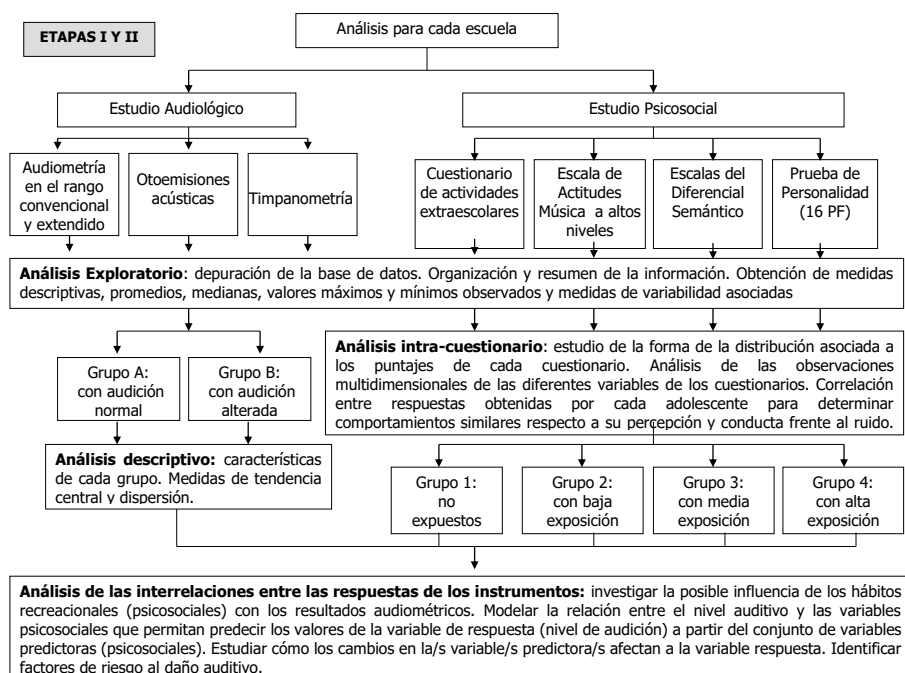 ETAPAS I Y II
Análisis para cada escuela
Estudio Audiológico
Estudio Psicosocial
Audiometría
en el rango
convencional
y extendido
Otoemisiones
acústicas
Timpanometría
Cuestionario
de actividades
extraescolares
Escala de
Actitudes
Música a altos
niveles
Escalas del
Diferencial
Semántico
Prueba de
Personalidad
(16 PF)
Análisis Exploratorio: depuración de la base de datos. Organización y resumen de la información. Obtención de medidas
descriptivas, promedios, medianas, valores máximos y mínimos observados y medidas de variabilidad asociadas
Grupo A:
con audición
normal
Grupo B:
con audición
alterada
Análisis intra-cuestionario: estudio de la forma de la distribución asociada a
los puntajes de cada cuestionario. Análisis de las observaciones
multidimensionales de las diferentes variables de los cuestionarios. Correlación
entre respuestas obtenidas por cada adolescente para determinar
comportamientos similares respecto a su percepción y conducta frente al ruido.
Análisis descriptivo: características
de cada grupo. Medidas de tendencia
central y dispersión.
Grupo 1:
no
expuestos
Grupo 2:
con baja
exposición
Grupo 3:
con media
exposición
Grupo 4:
con alta
exposición
Análisis de las interrelaciones entre las respuestas de los instrumentos: investigar la posible influencia de los hábitos
recreacionales (psicosociales) con los resultados audiométricos. Modelar la relación entre el nivel auditivo y las variables
psicosociales que permitan predecir los valores de la variable de respuesta (nivel de audición) a partir del conjunto de variables
predictoras (psicosociales). Estudiar cómo los cambios en la/s variable/s predictora/s afectan a la variable respuesta. Identificar
factores de riesgo al daño auditivo.